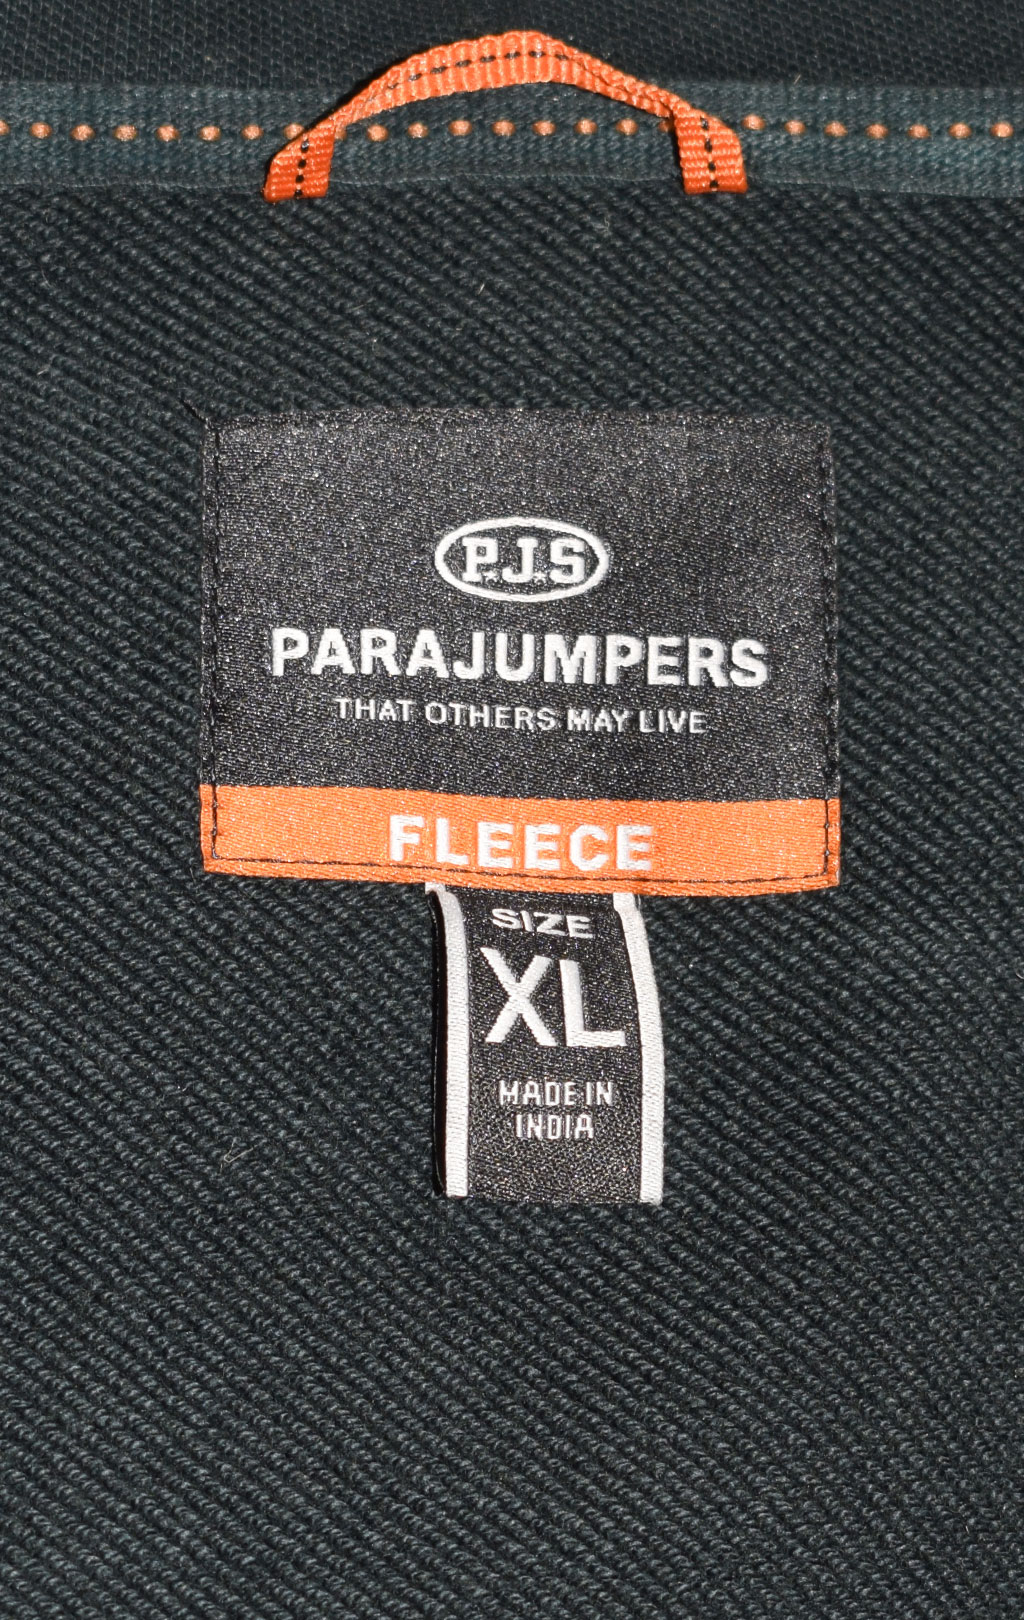 P.J.S
PARAJUMPERS
THAT OTHERS MAY LIVE
FLEECE
SIZE
XL
MADE IN
INDIA